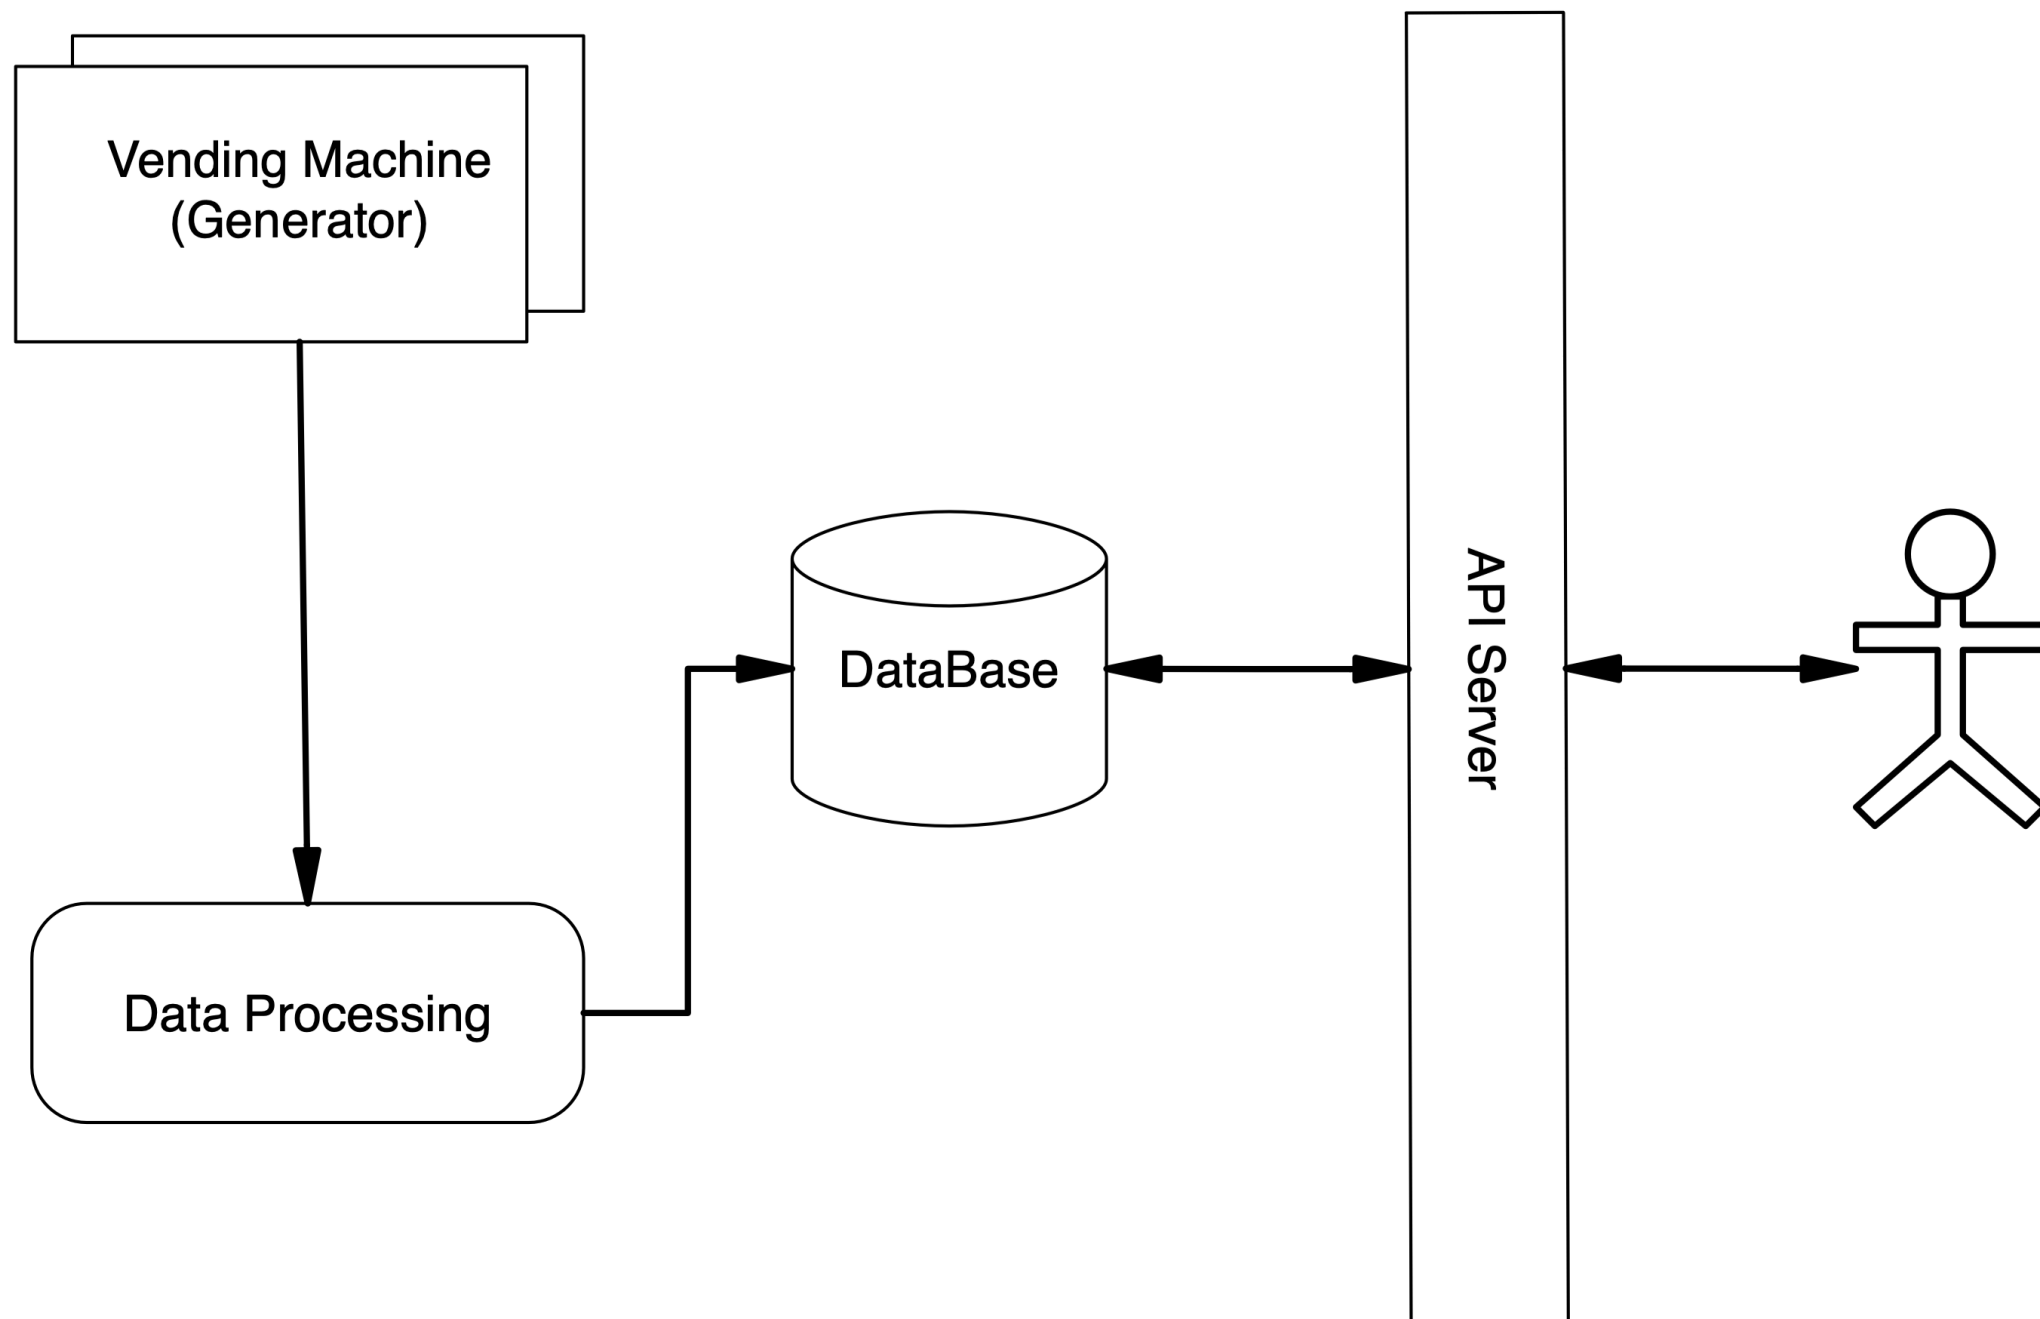 Vending Machine
(Generator)
DataBase
API Server
Data Processing